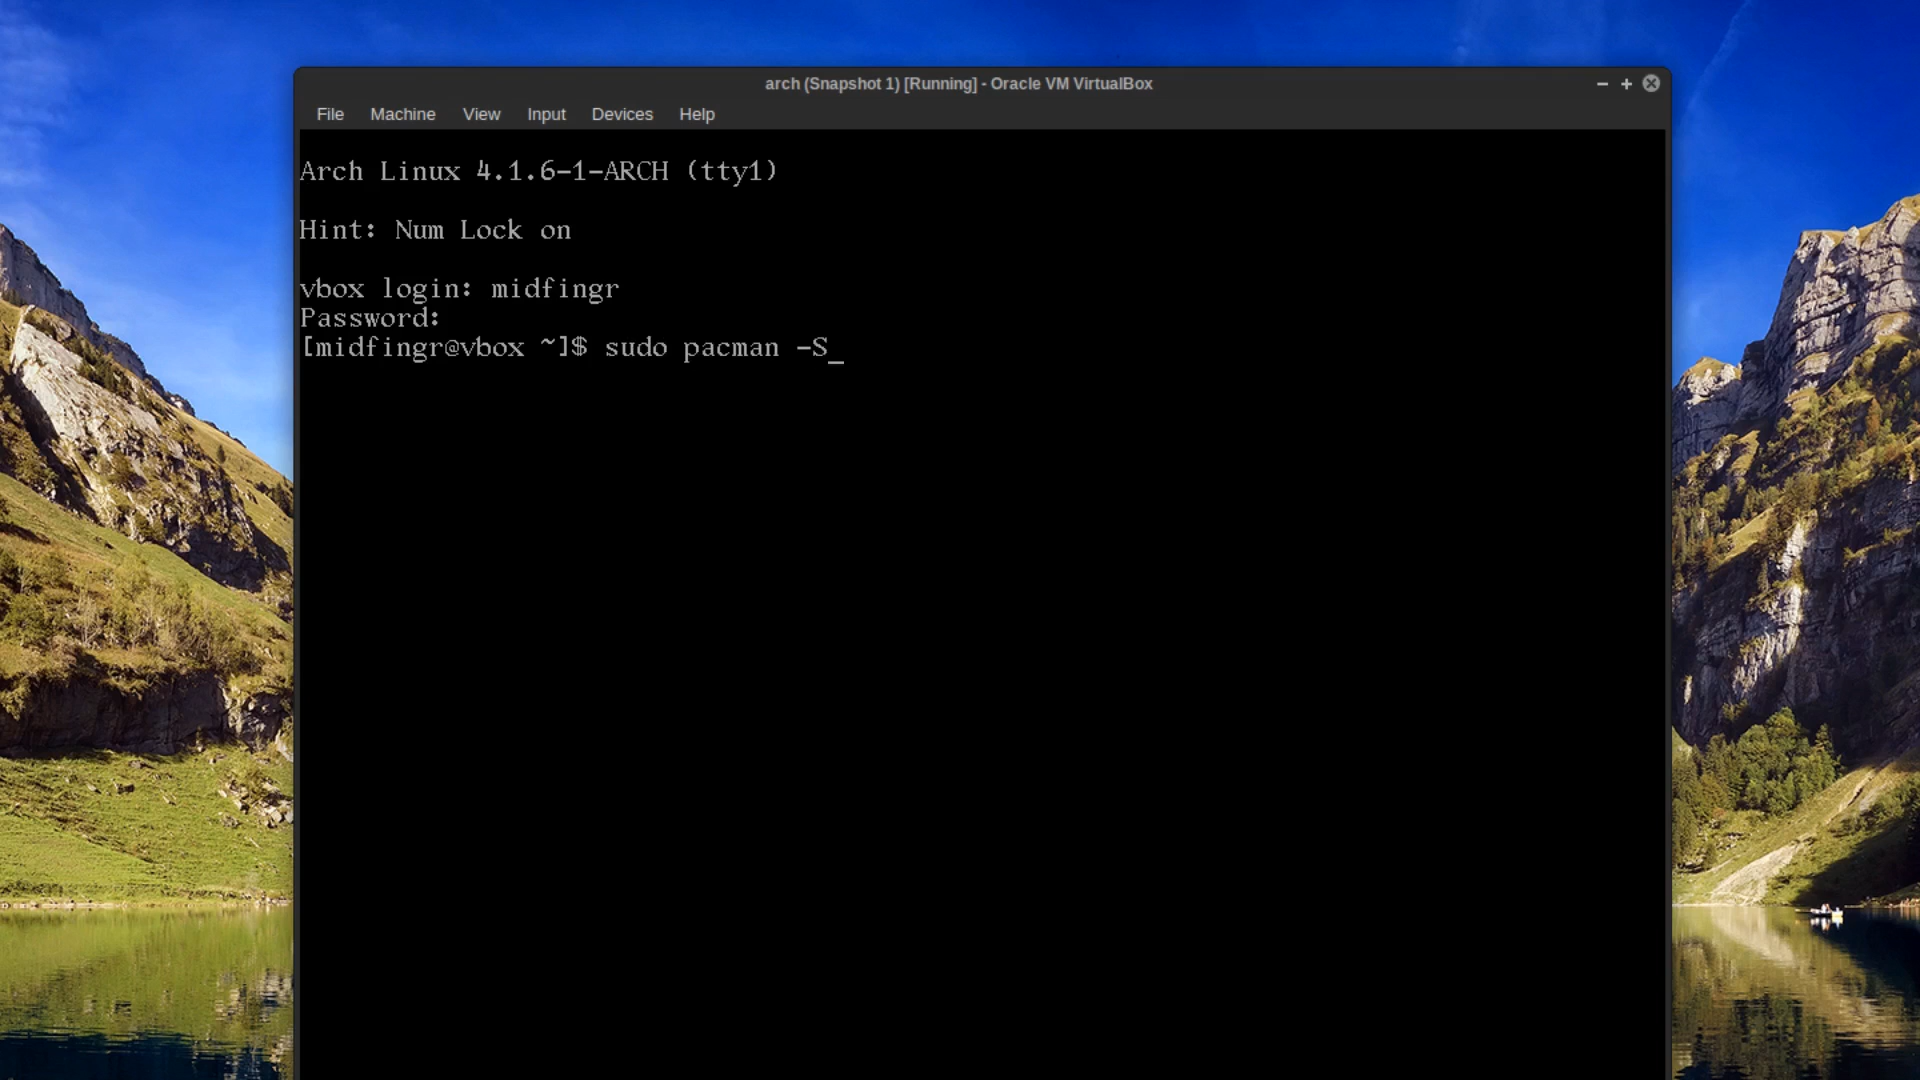 arch (Snapshot 1) [Running] - Oracle VM VirtualBox
File Machine View Input Devices Help
Arch Linux 4.1.6-1-ARCH (tty1)
Hint: Num Lock on
vbox login: midfingr
Password:
[midfingr@vbox ~]$ sudo pacman -S_